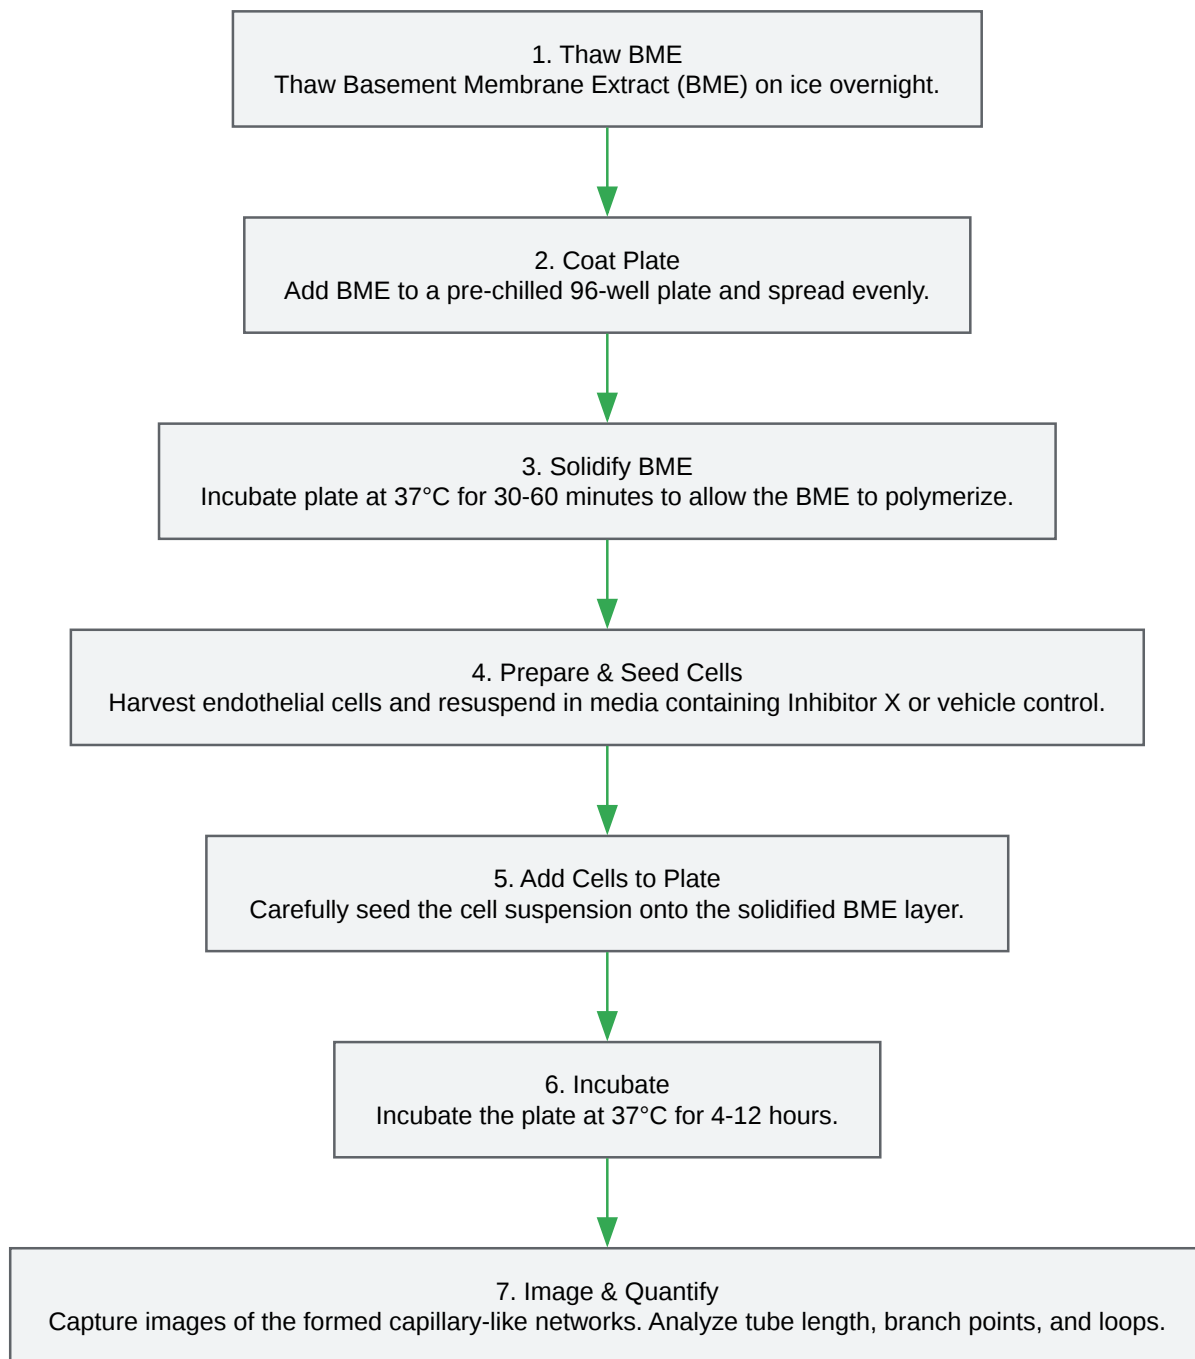 1. Thaw BME
Thaw Basement Membrane Extract (BME) on ice overnight.
2. Coat Plate
Add BME to a pre-chilled 96-well plate and spread evenly.
3. Solidify BME
Incubate plate at 37°C for 30-60 minutes to allow the BME to polymerize.
4. Prepare & Seed Cells
Harvest endothelial cells and resuspend in media containing Inhibitor X or vehicle control.
5. Add Cells to Plate
Carefully seed the cell suspension onto the solidified BME layer.
6. Incubate
Incubate the plate at 37°C for 4-12 hours.
7. Image & Quantify
Capture images of the formed capillary-like networks. Analyze tube length, branch points, and loops.